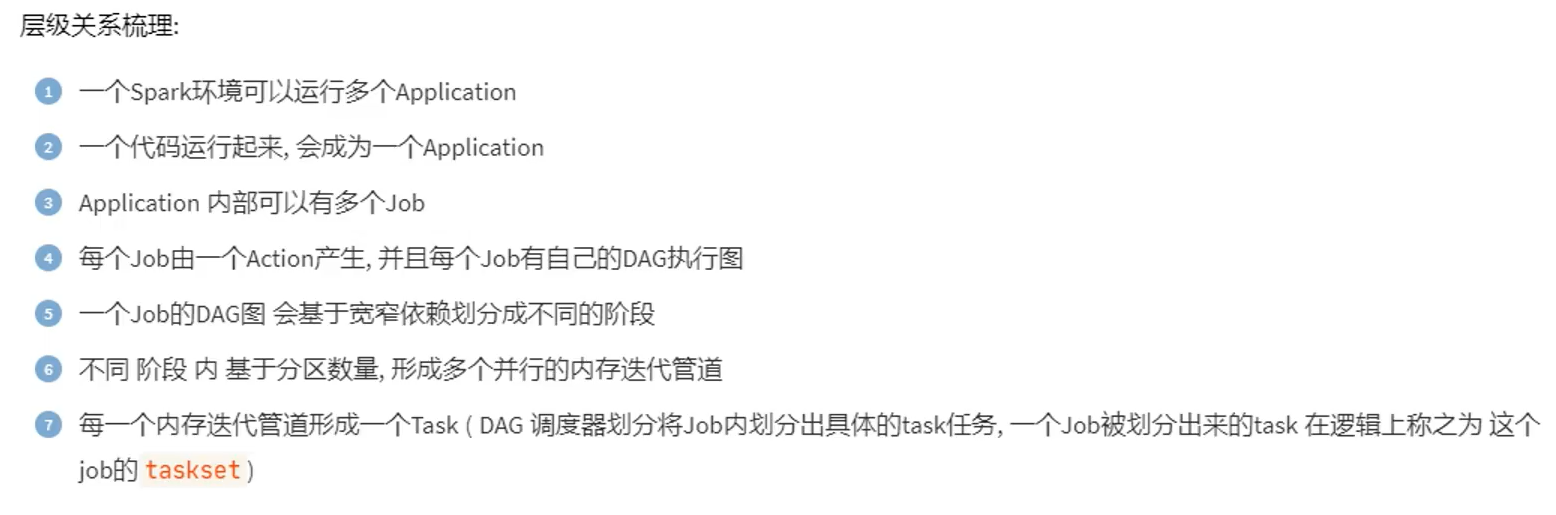 层级关系梳理:
1 一个Spark环境可以运行多个Application
2 一个代码运行起来, 会成为一个Application
3 Application 内部可以有多个Job
4 每个Job由一个Action产生, 并且每个Job有自己的DAG执行图
5 一个Job的DAG图 会基于宽窄依赖划分成不同的阶段
6 不同 阶段 内 基于分区数量, 形成多个并行的内存迭代管道
7 每一个内存迭代管道形成一个Task ( DAG 调度器划分将Job内划分出具体的task任务, 一个Job被划分出来的task 在逻辑上称之为 这个
job的 taskset )